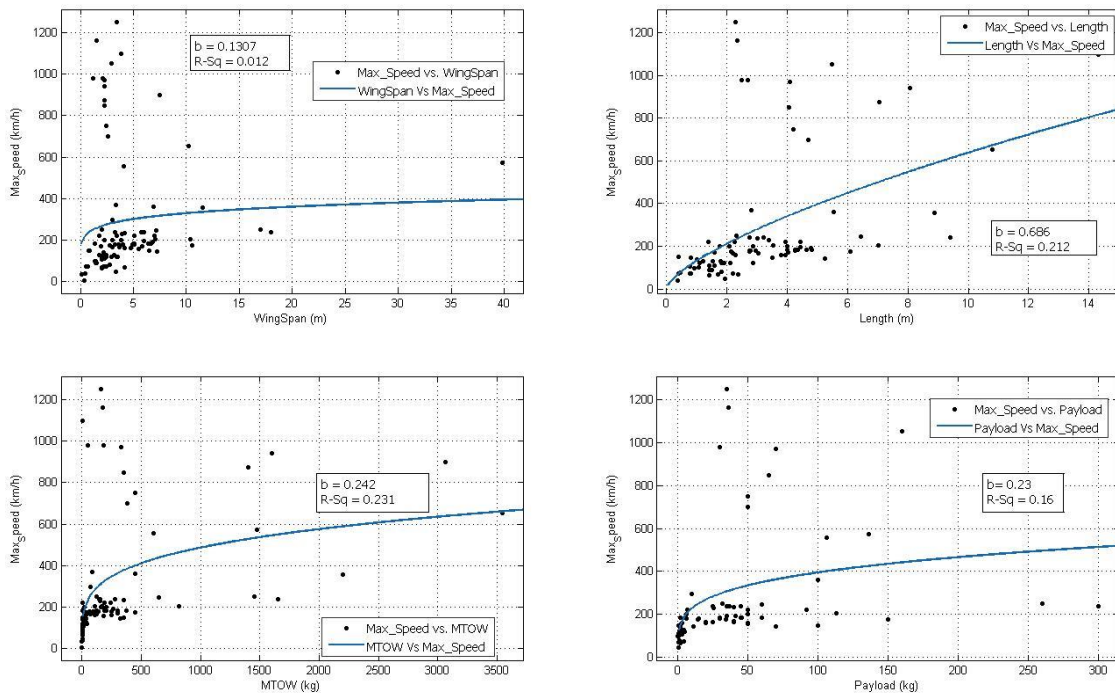 1200
1000
800
600
400
200
0
Max_Speed (km/h)
b = 0.1307
R-Sq = 0.012
Max_Speed vs. WingSpan
WingSpan Vs Max_Speed
0 5 10 15 20 25 30 35 40
WingSpan (m)
1200
1000
800
600
400
200
0
Max_Speed (km/h)
Max_Speed vs. Length
Length Vs Max_Speed
b = 0.686
R-Sq = 0.212
0 2 4 6 8 10 12 14
Length (m)
1200
1000
800
600
400
200
0
Max_Speed (km/h)
b = 0.242
R-Sq = 0.231
Max_Speed vs. MTOW
MTOW Vs Max_Speed
0 500 1000 1500 2000 2500 3000 3500
MTOW (kg)
1200
1000
800
600
400
200
0
Max_Speed (km/h)
Max_Speed vs. Payload
Payload Vs Max_Speed
b= 0.23
R-Sq = 0.16
0 50 100 150 200 250 300
Payload (kg)